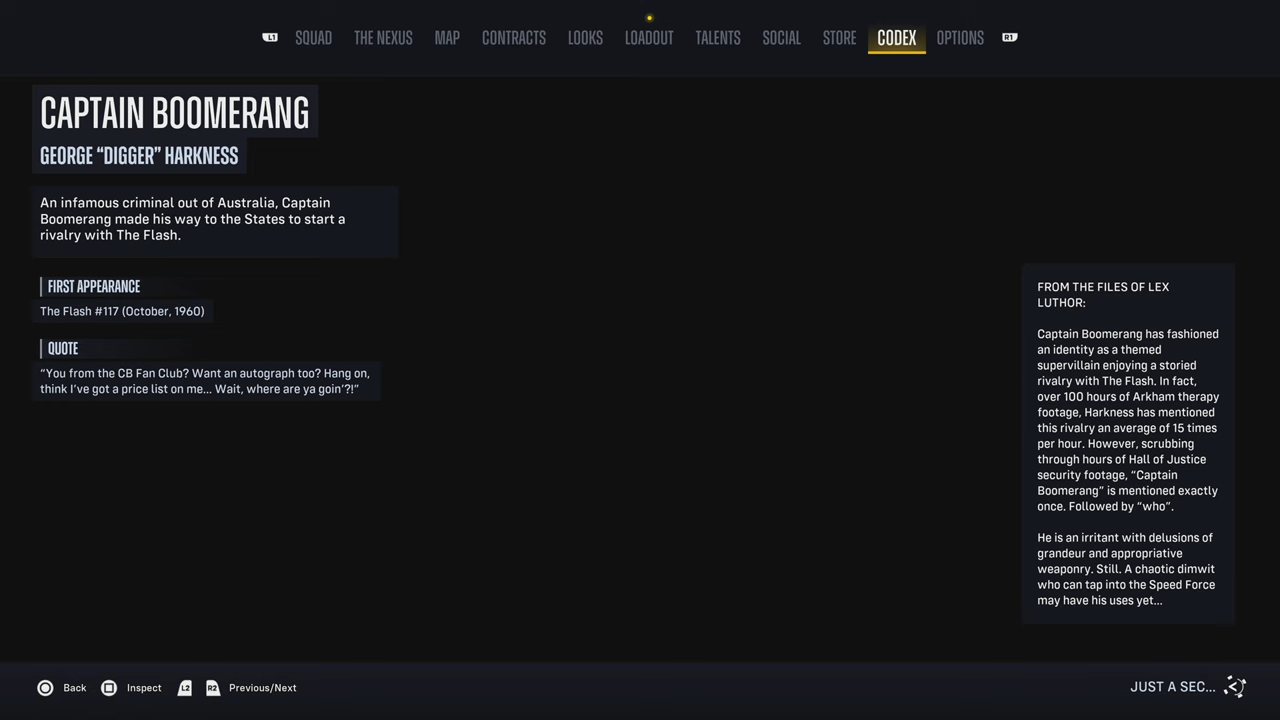 L1 SQUAD THE NEXUS MAP CONTRACTS LOOKS LOADOUT TALENTS SOCIAL STORE CODEX OPTIONS R1
CAPTAIN BOOMERANG
GEORGE “DIGGER” HARKNESS
An infamous criminal out of Australia, Captain
Boomerang made his way to the States to start a
rivalry with The Flash.
FIRST APPEARANCE
The Flash #117 (October, 1960)
QUOTE
“You from the CB Fan Club? Want an autograph too? Hang on,
think I’ve got a price list on me... Wait, where are ya goin’?!”
FROM THE FILES OF LEX
LUTHOR:
Captain Boomerang has fashioned
an identity as a themed
supervillain enjoying a storied
rivalry with The Flash. In fact,
over 100 hours of Arkham therapy
footage, Harkness has mentioned
this rivalry an average of 15 times
per hour. However, scrubbing
through hours of Hall of Justice
security footage, “Captain
Boomerang” is mentioned exactly
once. Followed by “who”.
He is an irritant with delusions of
grandeur and appropriative
weaponry. Still. A chaotic dimwit
who can tap into the Speed Force
may have his uses yet...
Back Inspect L2 R2 Previous/Next
JUST A SEC...